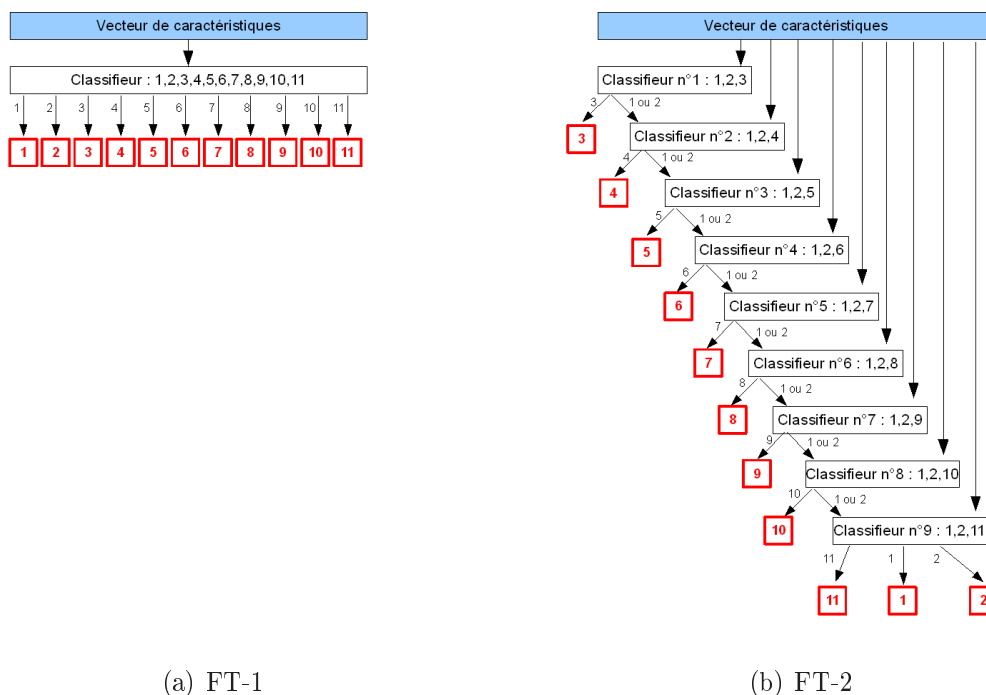 Vecteur de caractéristiques
Classifieur : 1,2,3,4,5,6,7,8,9,10,11
1 2 3 4 5 6 7 8 9 10 11
1 2 3 4 5 6 7 8 9 10 11
(a) FT-1
Vecteur de caractéristiques
Classifieur n°1 : 1,2,3
3 1 ou 2
3
Classifieur n°2 : 1,2,4
4 1 ou 2
4
Classifieur n°3 : 1,2,5
5 1 ou 2
5
Classifieur n°4 : 1,2,6
6 1 ou 2
6
Classifieur n°5 : 1,2,7
7 1 ou 2
7
Classifieur n°6 : 1,2,8
8 1 ou 2
8
Classifieur n°7 : 1,2,9
9 1 ou 2
9
Classifieur n°8 : 1,2,10
10 1 ou 2
10
Classifieur n°9 : 1,2,11
11 1 2
11 1 2
(b) FT-2